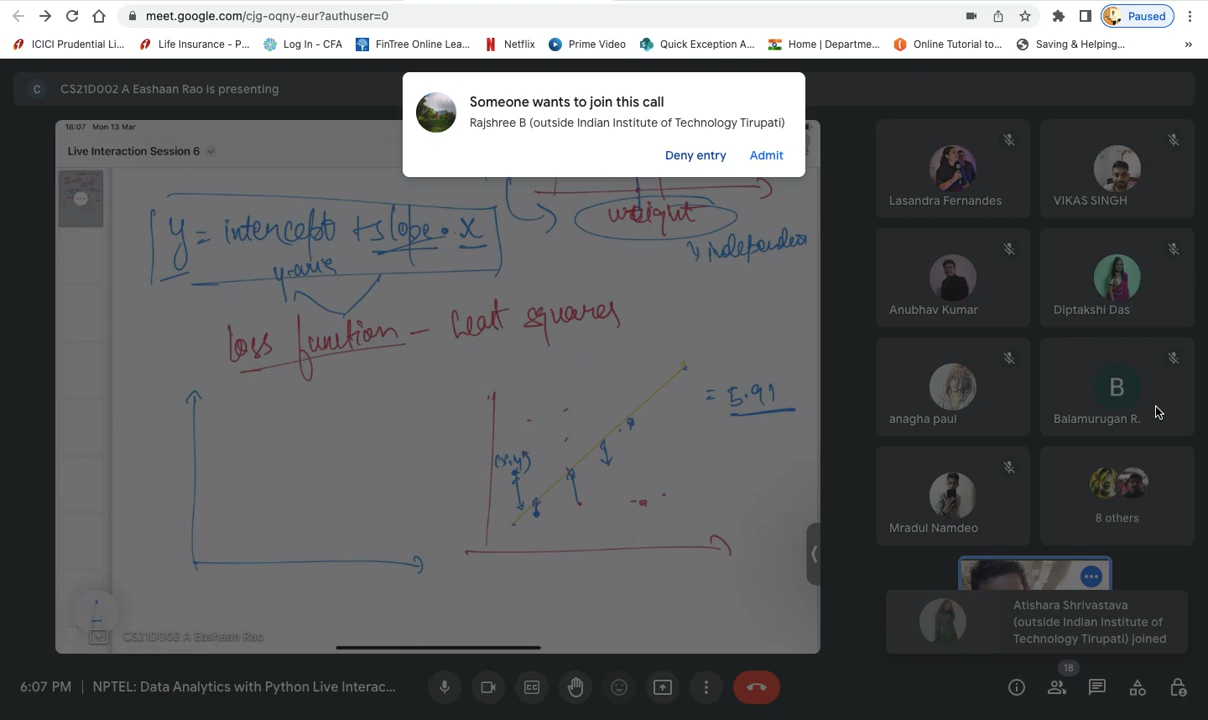 meet.google.com/cjg-oqny-eur?authuser=0
Paused
ICICI Prudential Li...
Life Insurance - P...
Log In - CFA
FinTree Online Lea...
Netflix
Prime Video
Quick Exception A...
Home | Departme...
Online Tutorial to...
Saving & Helping...
»
C
CS21D002 A Eashaan Rao is presenting
Someone wants to join this call
Rajshree B (outside Indian Institute of Technology Tirupati)
Deny entry
Admit
18:07 Mon 13 Mar
Live Interaction Session 6
weight
y = intercept + slope . x
independen
y-axis
loss function - least squares
= 5.91
(x,y)
CS21D002 A Eashaan Rao
Lasandra Fernandes
VIKAS SINGH
Anubhav Kumar
Diptakshi Das
B
anagha paul
Balamurugan R.
Mradul Namdeo
8 others
Atishara Shrivastava
(outside Indian Institute of
Technology Tirupati) joined
6:07 PM | NPTEL: Data Analytics with Python Live Interac...
18